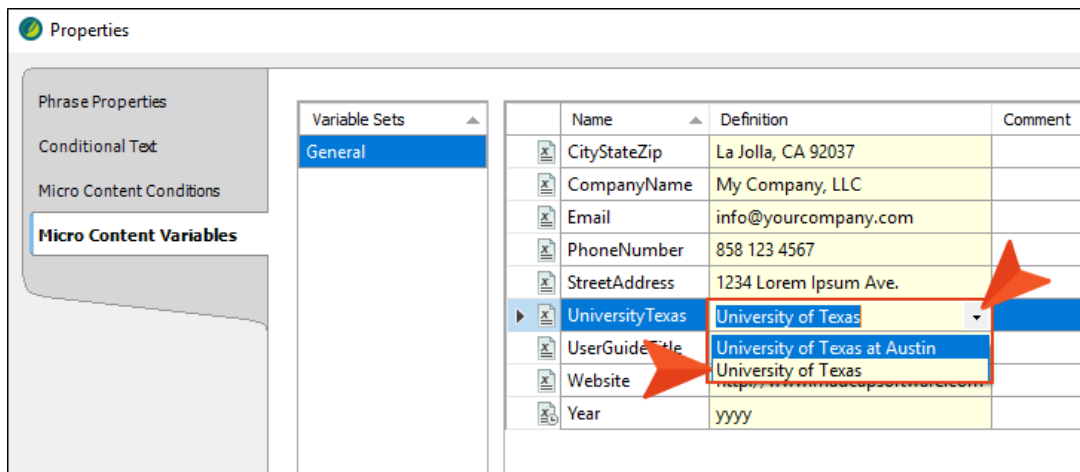 Properties
Phrase Properties
Conditional Text
Micro Content Conditions
Micro Content Variables
Variable Sets
General
Name Definition Comment
CityStateZip La Jolla, CA 92037
CompanyName My Company, LLC
Email info@yourcompany.com
PhoneNumber 858 123 4567
StreetAddress 1234 Lorem Ipsum Ave.
UniversityTexas University of Texas
UserGuideTitle University of Texas at Austin
University of Texas
Website
Year yyyy